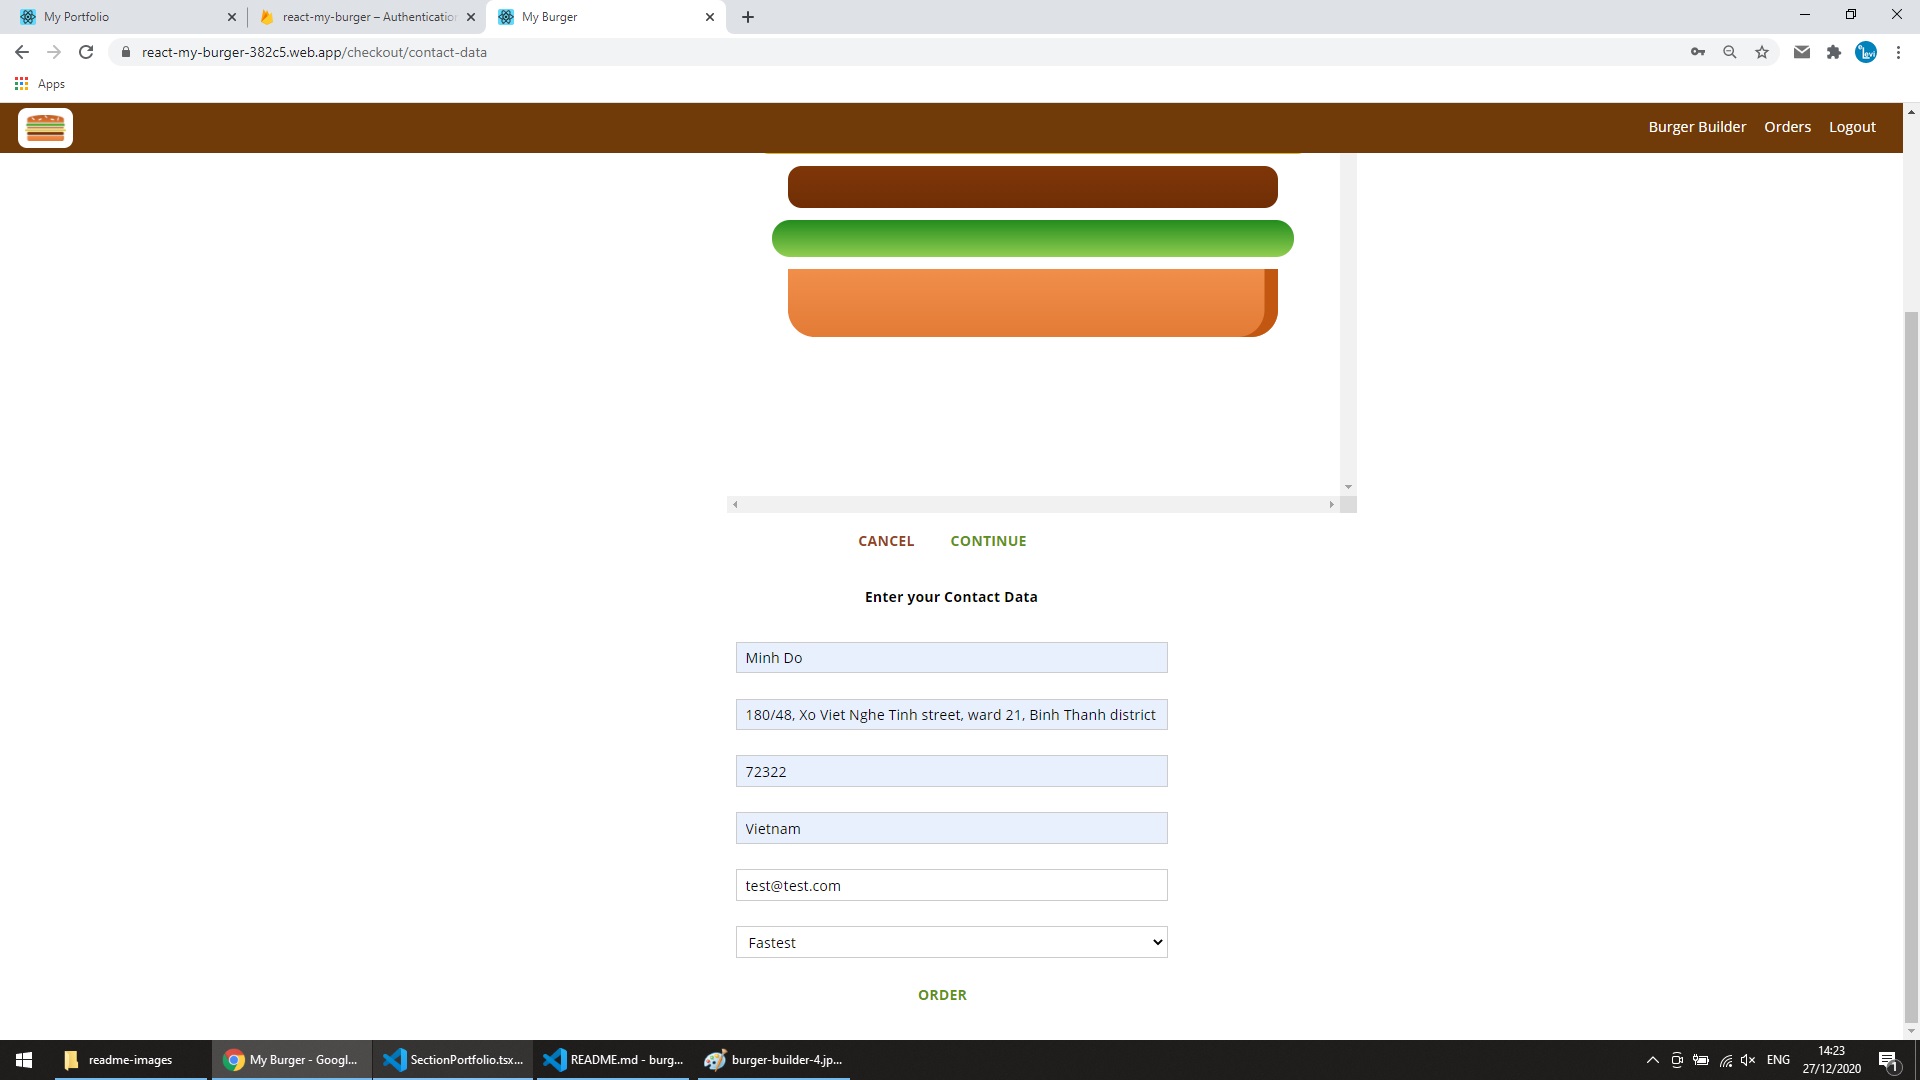 My Portfolio
react-my-burger – Authentication
My Burger
react-my-burger-382c5.web.app/checkout/contact-data
Levi
Apps
Burger Builder Orders Logout
CANCEL CONTINUE
Enter your Contact Data
Minh Do
180/48, Xo Viet Nghe Tinh street, ward 21, Binh Thanh district
72322
Vietnam
test@test.com
Fastest
ORDER
readme-images
My Burger - Googl...
SectionPortfolio.tsx...
README.md - burg...
burger-builder-4.jp...
ENG
14:23
27/12/2020
1